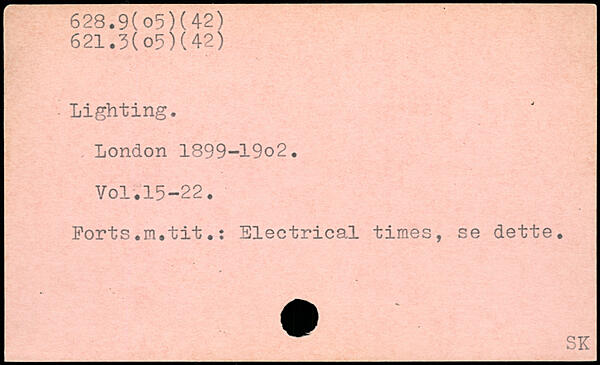 628.9(o5)(42)
621.3(o5)(42)
Lighting.
London 1899-19o2.
Vol.15-22.
Forts.m.tit.: Electrical times, se dette.
SK